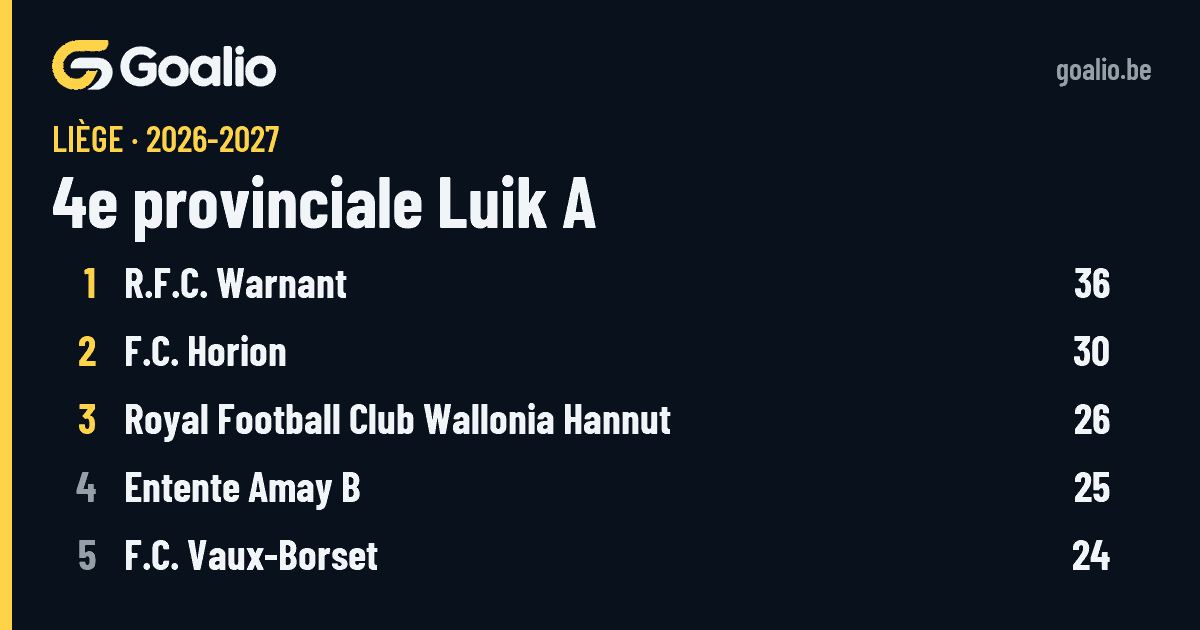 Goalio
goalio.be
LIÈGE · 2026-2027
4e provinciale Luik A
1 R.F.C. Warnant 36
2 F.C. Horion 30
3 Royal Football Club Wallonia Hannut 26
4 Entente Amay B 25
5 F.C. Vaux-Borset 24